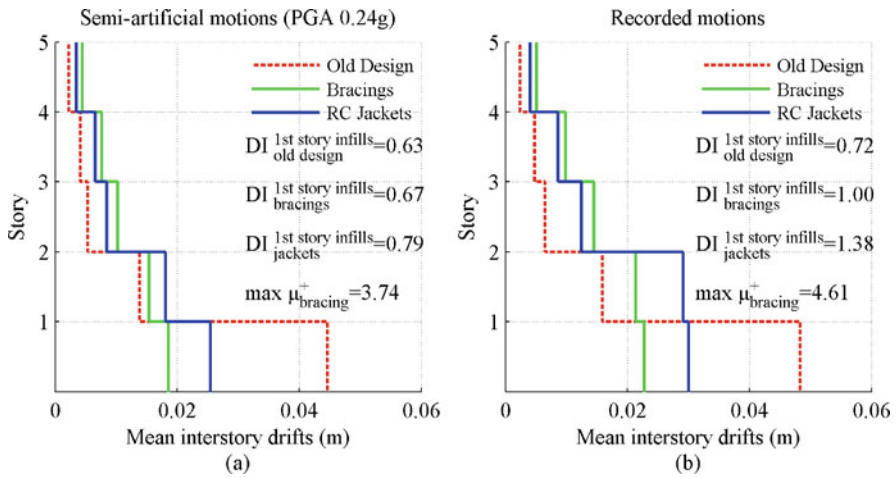 Semi-artificial motions (PGA 0.24g)
5
4
3
2
1
Story
Old Design
Bracings
RC Jackets
DI 1st story infills old design =0.63
DI 1st story infills bracings =0.67
DI 1st story infills jackets =0.79
max μ+ bracing =3.74
0 0.02 0.04 0.06
Mean interstory drifts (m)
(a)
Recorded motions
5
4
3
2
1
Story
Old Design
Bracings
RC Jackets
DI 1st story infills old design =0.72
DI 1st story infills bracings =1.00
DI 1st story infills jackets =1.38
max μ+ bracing =4.61
0 0.02 0.04 0.06
Mean interstory drifts (m)
(b)